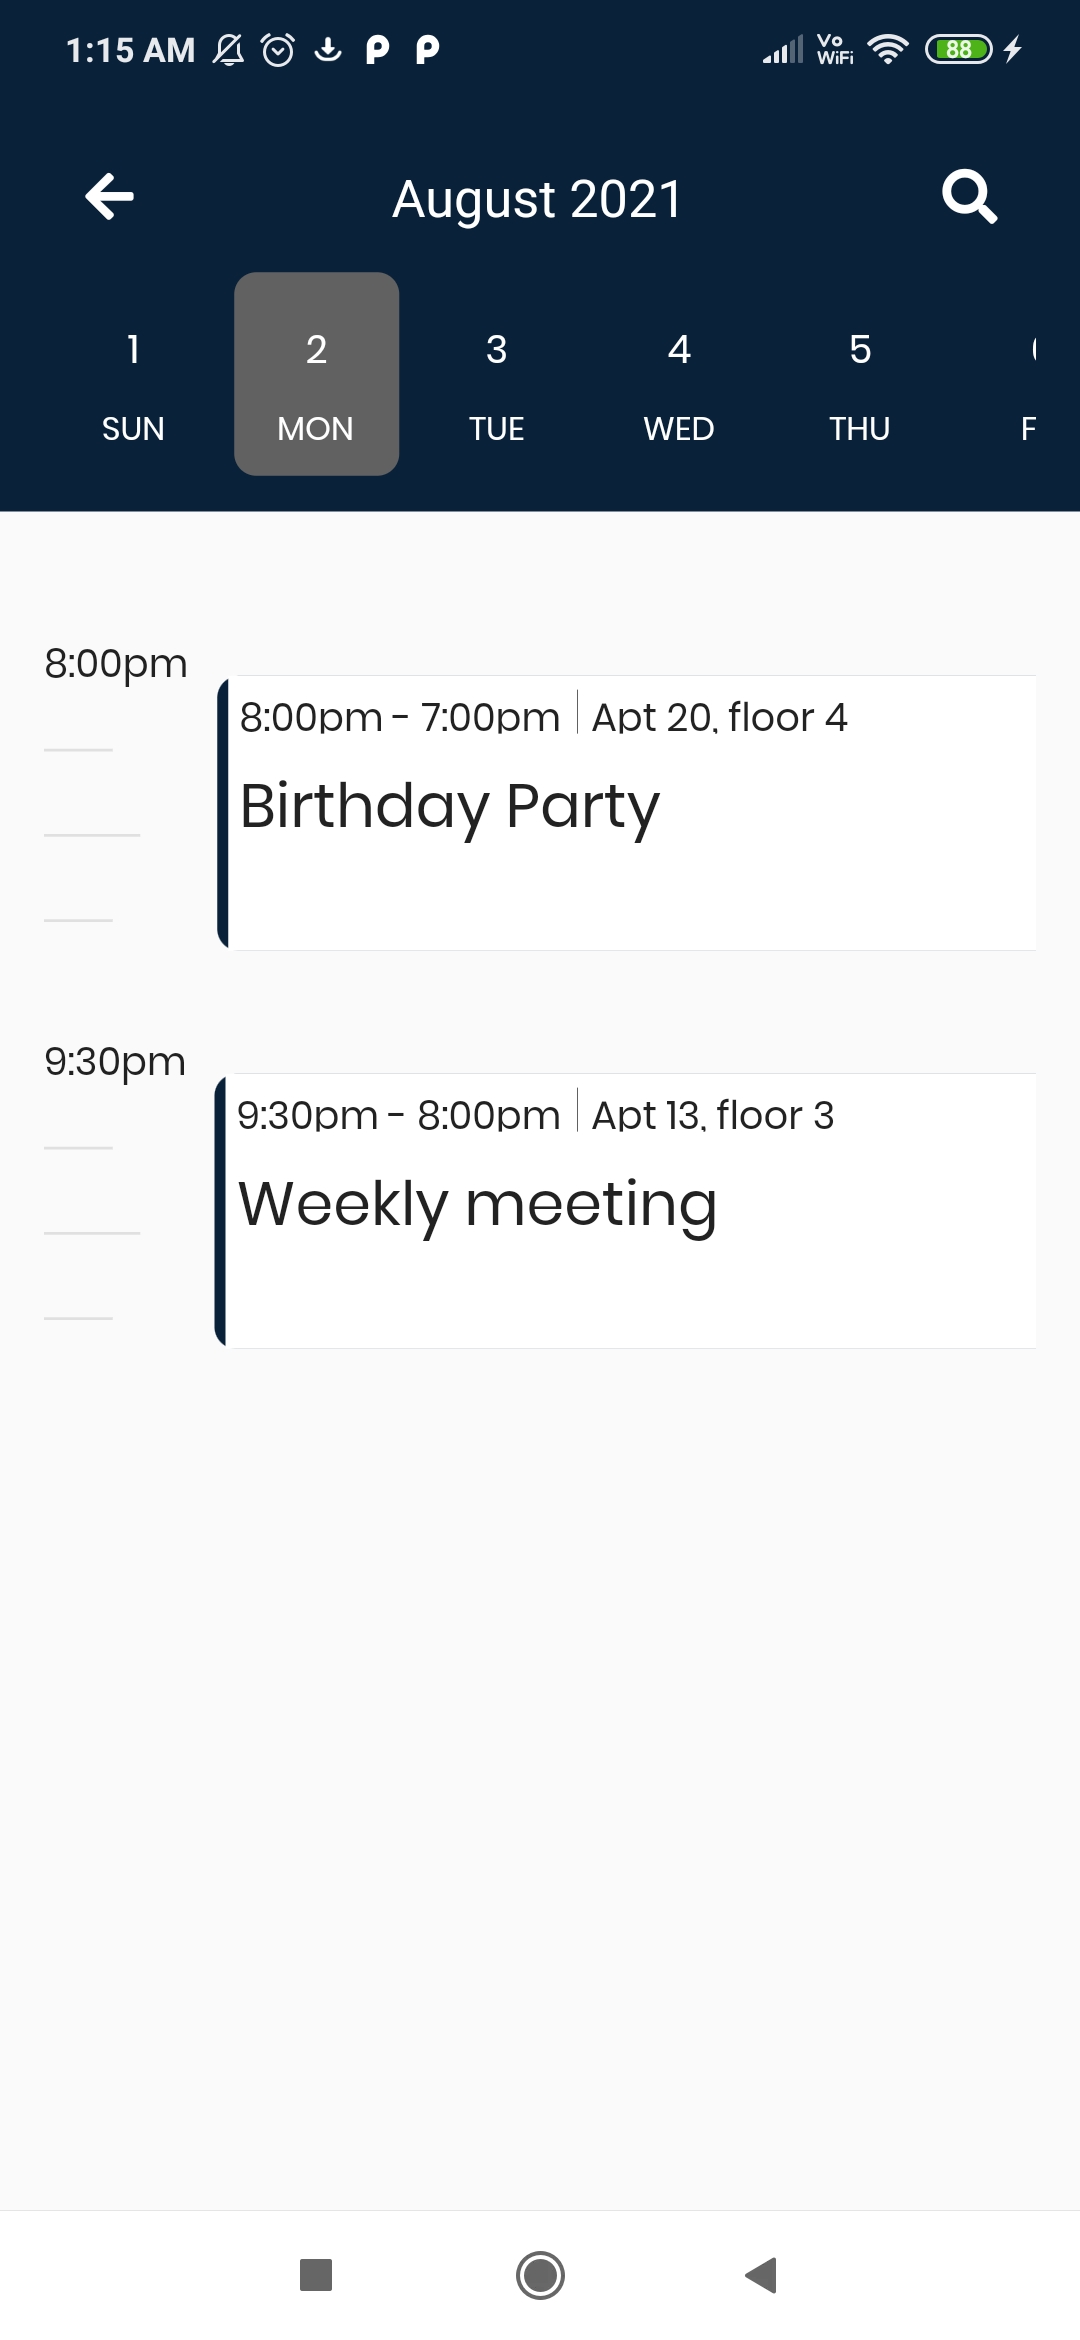 1:15 AM Vo WiFi 88
August 2021
1 2 3 4 5
SUN MON TUE WED THU F
8:00pm
8:00pm - 7:00pm Apt 20, floor 4
Birthday Party
9:30pm
9:30pm - 8:00pm Apt 13, floor 3
Weekly meeting